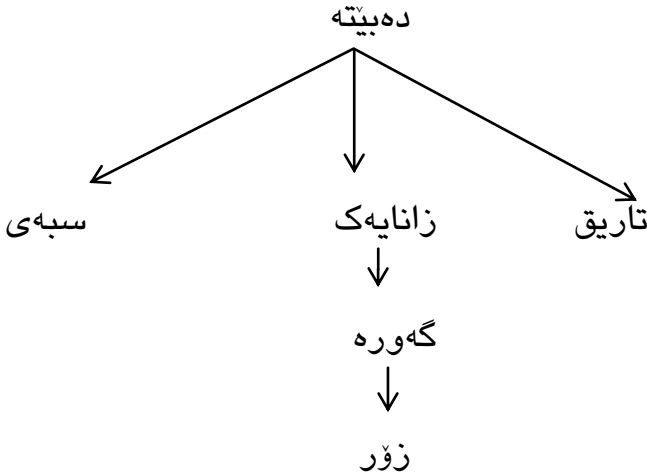 دەبێتە
تاریق زانایەک سبەی
گەورە
زۆر